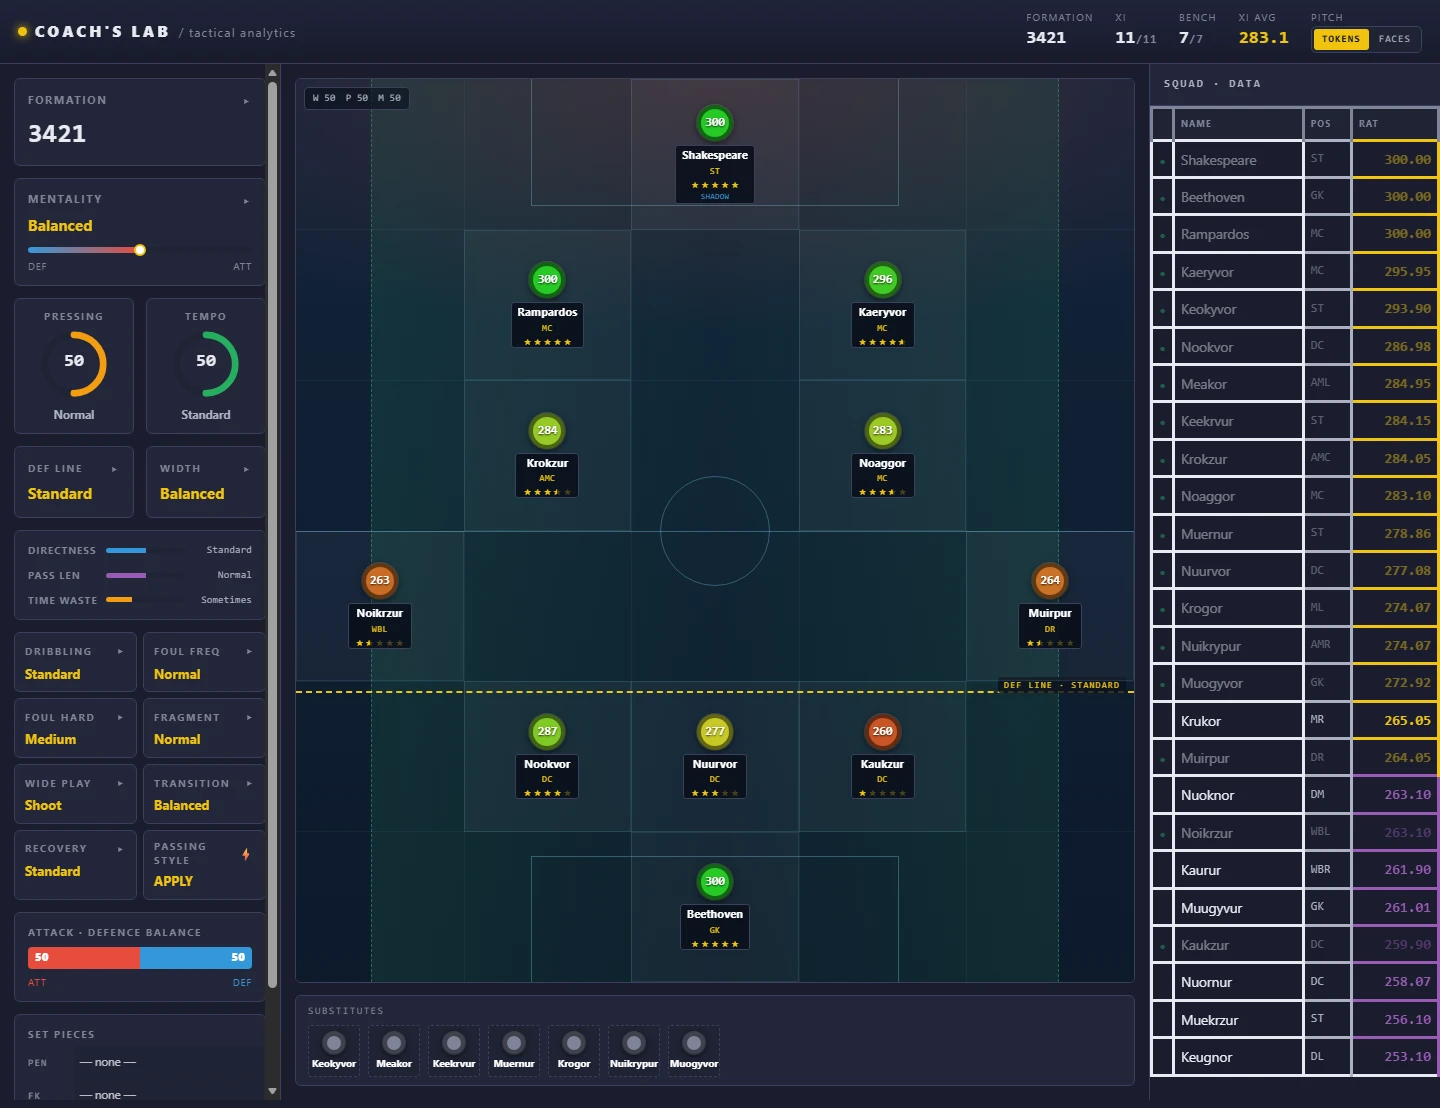 COACH'S LAB / tactical analytics
FORMATION
3421
XI
11/11
BENCH
7/7
XI AVG
283.1
PITCH
TOKENS FACES
FORMATION
3421
MENTALITY
Balanced
DEF ATT
PRESSING
50
Normal
TEMPO
50
Standard
DEF LINE
Standard
WIDTH
Balanced
DIRECTNESS Standard
PASS LEN Normal
TIME WASTE Sometimes
DRIBBLING
Standard
FOUL FREQ
Normal
FOUL HARD
Medium
FRAGMENT
Normal
WIDE PLAY
Shoot
TRANSITION
Balanced
RECOVERY
Standard
PASSING STYLE
APPLY
ATTACK · DEFENCE BALANCE
50 50
ATT DEF
SET PIECES
PEN — none —
FK — none —
W 50 P 50 M 50
300
Shakespeare
ST
SHADOW
300
Rampardos
MC
296
Kaeryvor
MC
284
Krokzur
AMC
283
Noaggor
MC
263
Noikrzur
WBL
264
Muirpur
DR
DEF LINE · STANDARD
287
Nookvor
DC
277
Nuurvor
DC
260
Kaukzur
DC
300
Beethoven
GK
SUBSTITUTES
Keokyvor Meakor Keekrvur Muernur Krogor Nuikrypur Muogyvor
SQUAD · DATA
NAME POS RAT
Shakespeare ST 300.00
Beethoven GK 300.00
Rampardos MC 300.00
Kaeryvor MC 295.95
Keokyvor ST 293.90
Nookvor DC 286.98
Meakor AML 284.95
Keekrvur ST 284.15
Krokzur AMC 284.05
Noaggor MC 283.10
Muernur ST 278.86
Nuurvor DC 277.08
Krogor ML 274.07
Nuikrypur AMR 274.07
Muogyvor GK 272.92
Krukor MR 265.05
Muirpur DR 264.05
Nuoknor DM 263.10
Noikrzur WBL 263.10
Kaurur WBR 261.90
Muugyvur GK 261.01
Kaukzur DC 259.90
Nuornur DC 258.07
Muekrzur ST 256.10
Keugnor DL 253.10